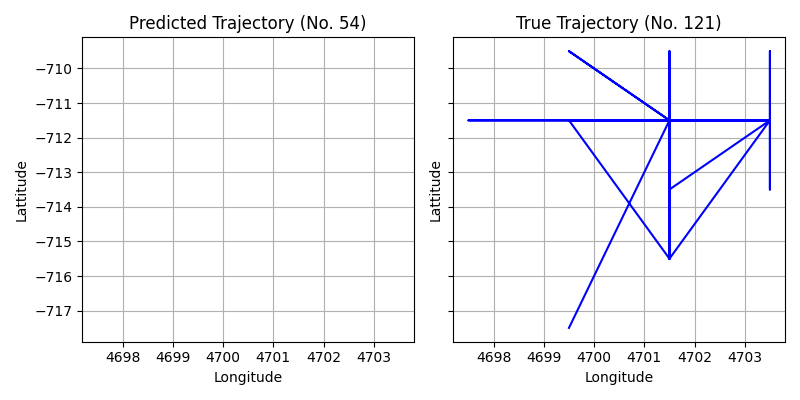 Predicted Trajectory (No. 54)
True Trajectory (No. 121)
−710
−711
−712
−713
−714
−715
−716
−717
Lattitude
Lattitude
4698 4699 4700 4701 4702 4703
4698 4699 4700 4701 4702 4703
Longitude
Longitude